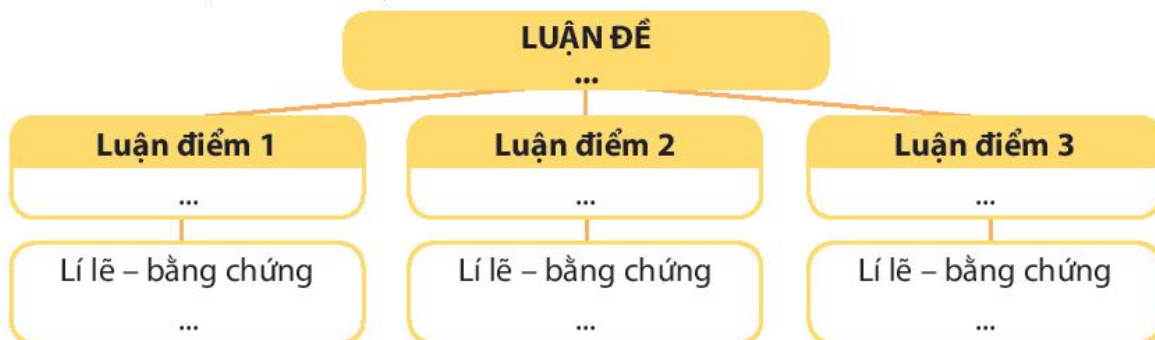 LUẬN ĐỀ
...
Luận điểm 1
...
Lí lẽ – bằng chứng
...
Luận điểm 2
...
Lí lẽ – bằng chứng
...
Luận điểm 3
...
Lí lẽ – bằng chứng
...